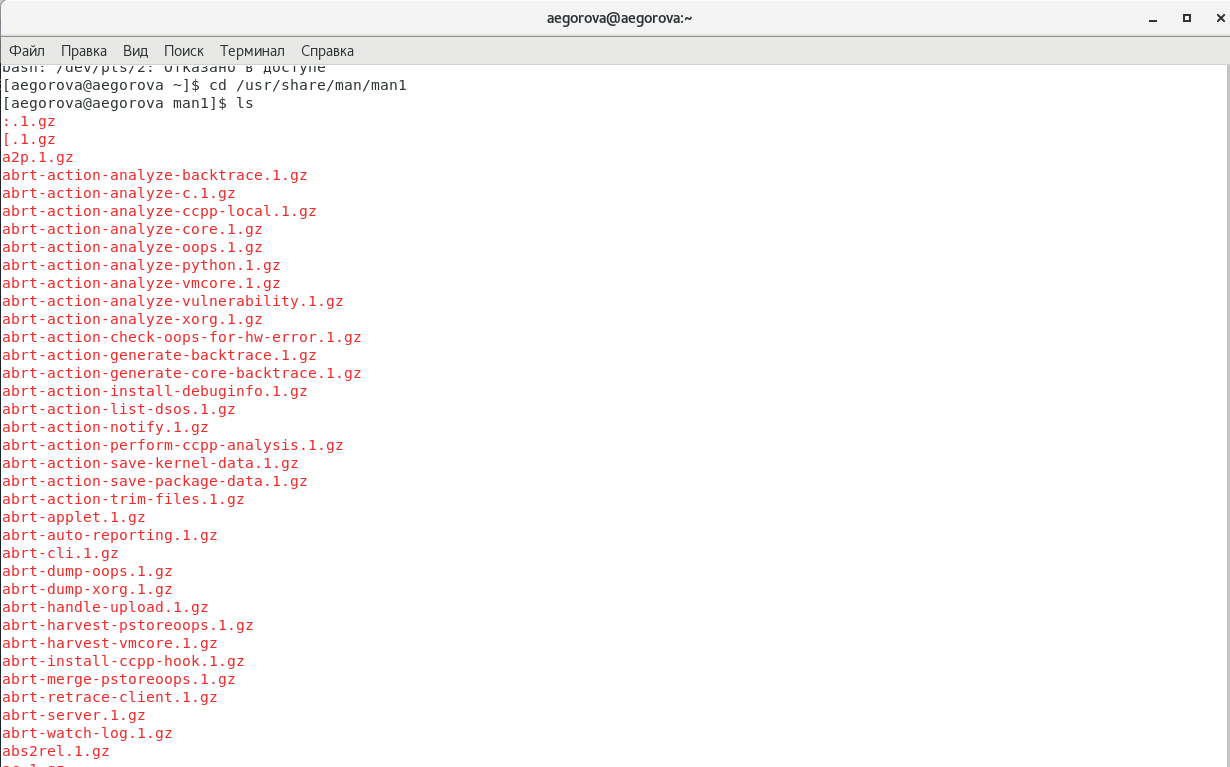 aegorova@aegorova:~
Файл Правка Вид Поиск Терминал Справка
bash: /dev/pts/2: Отказано в доступе
[aegorova@aegorova ~]$ cd /usr/share/man/man1
[aegorova@aegorova man1]$ ls
:.1.gz
[.1.gz
a2p.1.gz
abrt-action-analyze-backtrace.1.gz
abrt-action-analyze-c.1.gz
abrt-action-analyze-ccpp-local.1.gz
abrt-action-analyze-core.1.gz
abrt-action-analyze-oops.1.gz
abrt-action-analyze-python.1.gz
abrt-action-analyze-vmcore.1.gz
abrt-action-analyze-vulnerability.1.gz
abrt-action-analyze-xorg.1.gz
abrt-action-check-oops-for-hw-error.1.gz
abrt-action-generate-backtrace.1.gz
abrt-action-generate-core-backtrace.1.gz
abrt-action-install-debuginfo.1.gz
abrt-action-list-dsos.1.gz
abrt-action-notify.1.gz
abrt-action-perform-ccpp-analysis.1.gz
abrt-action-save-kernel-data.1.gz
abrt-action-save-package-data.1.gz
abrt-action-trim-files.1.gz
abrt-applet.1.gz
abrt-auto-reporting.1.gz
abrt-cli.1.gz
abrt-dump-oops.1.gz
abrt-dump-xorg.1.gz
abrt-handle-upload.1.gz
abrt-harvest-pstoreoops.1.gz
abrt-harvest-vmcore.1.gz
abrt-install-ccpp-hook.1.gz
abrt-merge-pstoreoops.1.gz
abrt-retrace-client.1.gz
abrt-server.1.gz
abrt-watch-log.1.gz
abs2rel.1.gz